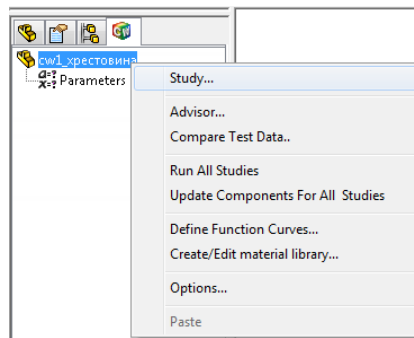 cw1_хрестовина
Parameters
Study...
Advisor...
Compare Test Data..
Run All Studies
Update Components For All Studies
Define Function Curves...
Create/Edit material library...
Options...
Paste